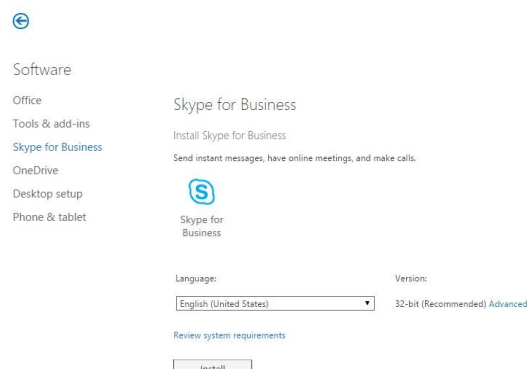 Software
Office
Tools & add-ins
Skype for Business
OneDrive
Desktop setup
Phone & tablet
Skype for Business
Install Skype for Business
Send instant messages, have online meetings, and make calls.
S
Skype for
Business
Language:
English (United States)
Version:
32-bit (Recommended) Advanced
Review system requirements
Install